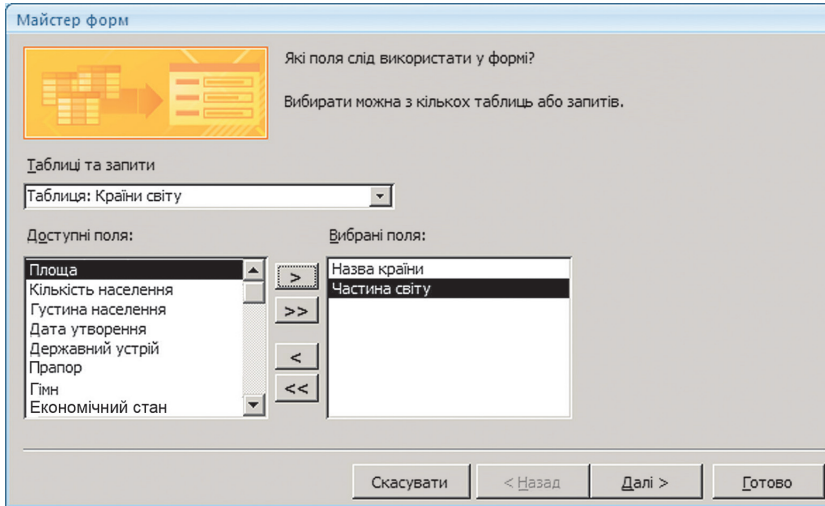 Майстер форм
Які поля слід використати у формі?
Вибирати можна з кількох таблиць або запитів.
Таблиці та запити
Таблиця: Країни світу
Доступні поля:
Площа
Кількість населення
Густина населення
Дата утворення
Державний устрій
Прапор
Гімн
Економічний стан
>
>>
<
<<
Вибрані поля:
Назва країни
Частина світу
Скасувати
< Назад
Далі >
Готово